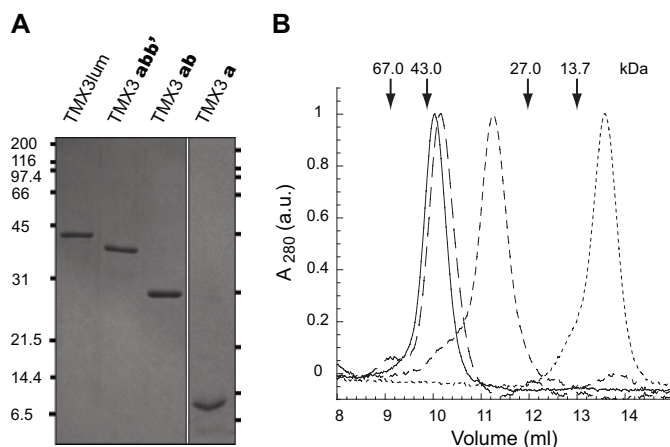 A
TMX3lum
TMX3 abb'
TMX3 ab
TMX3 a
200
116
97.4
66
45
31
21.5
14.4
6.5
B
67.0 43.0 27.0 13.7 kDa
1
0.8
0.6
0.4
0.2
0
A 280 (a.u.)
8 9 10 11 12 13 14
Volume (ml)